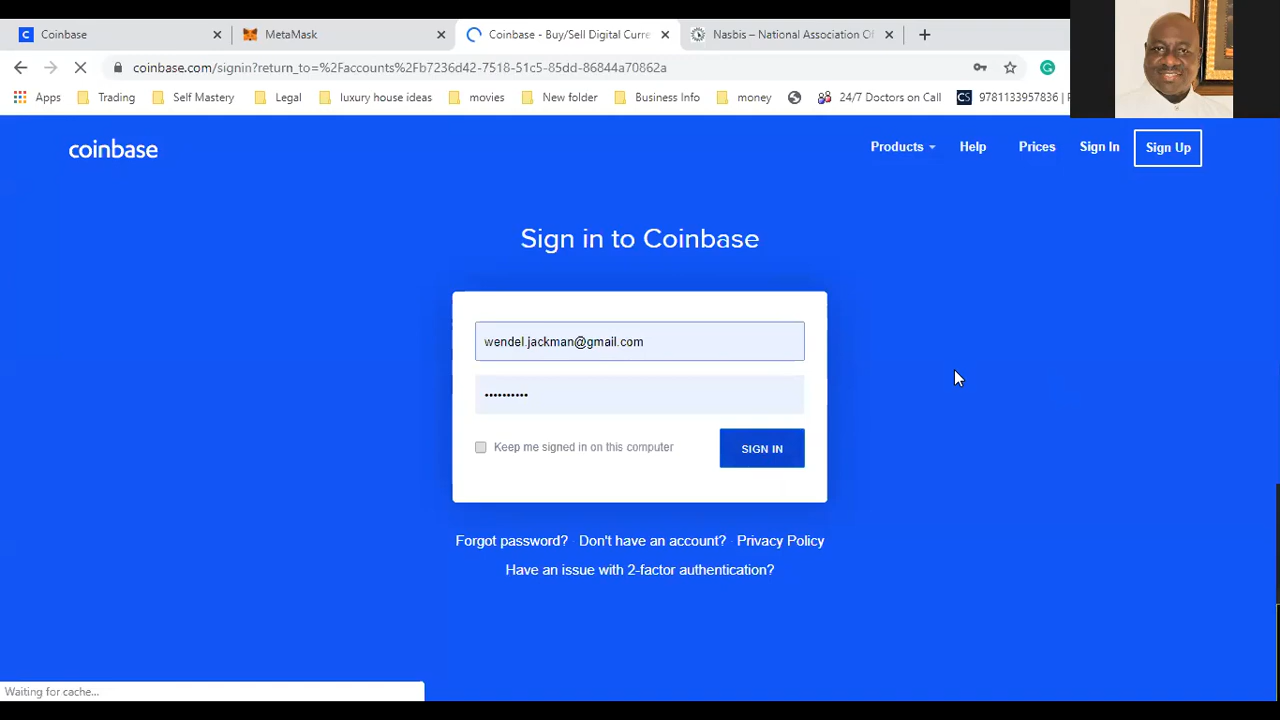 Coinbase
MetaMask
Coinbase - Buy/Sell Digital Curre
Nasbis – National Association Of
coinbase.com/signin?return_to=%2Faccounts%2Fb7236d42-7518-51c5-85dd-86844a70862a
Apps Trading Self Mastery Legal luxury house ideas movies New folder Business Info money 24/7 Doctors on Call CS 9781133957836 |
coinbase Products Help Prices Sign In Sign Up
Sign in to Coinbase
wendel.jackman@gmail.com
••••••••••
Keep me signed in on this computer SIGN IN
Forgot password? Don't have an account? · Privacy Policy
Have an issue with 2-factor authentication?
Waiting for cache...